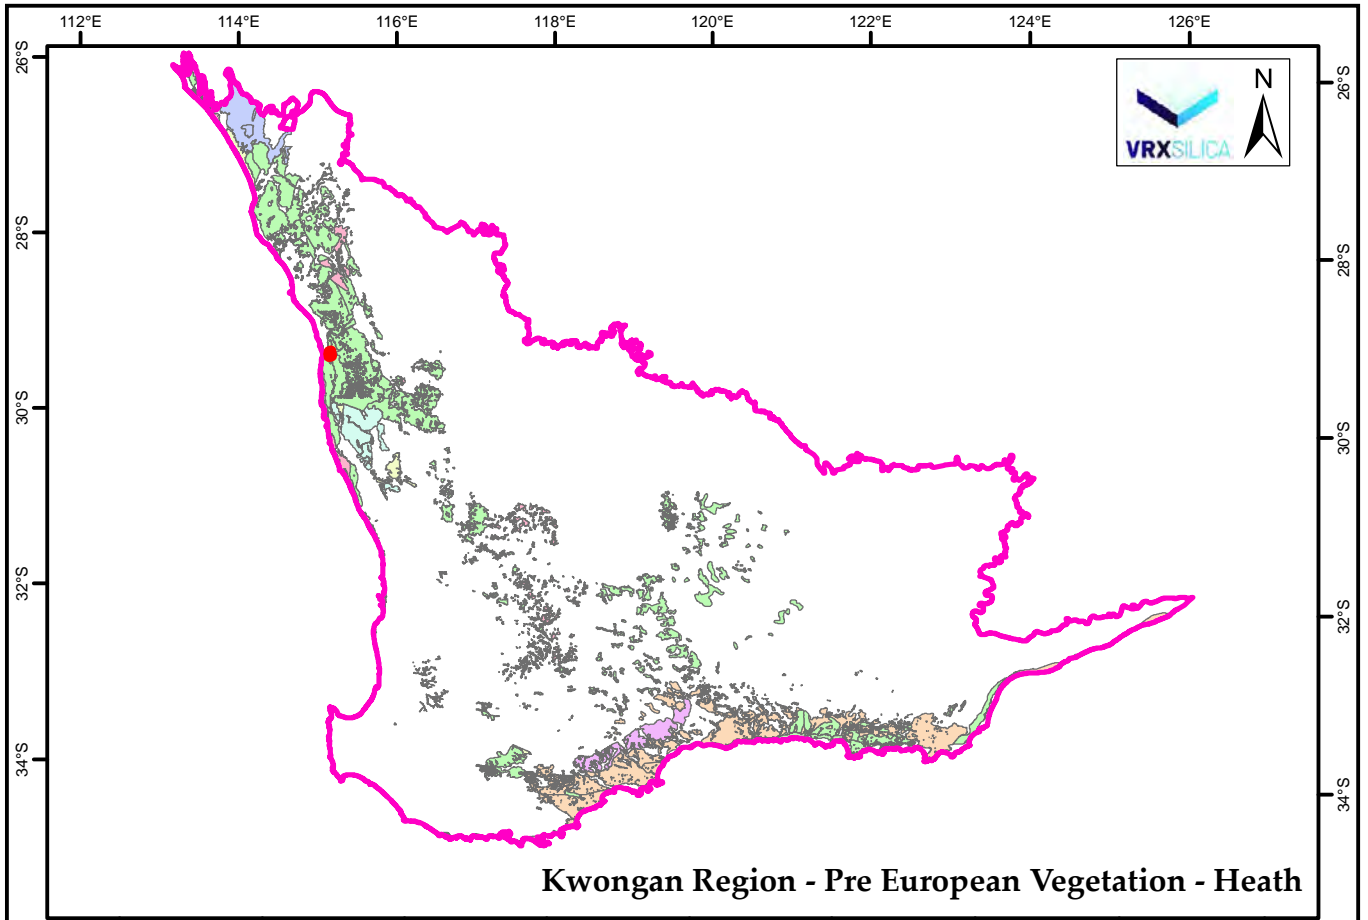 112°E 114°E 116°E 118°E 120°E 122°E 124°E 126°E
26°S
26°S
N
VRXSILICA
28°S
28°S
30°S
30°S
32°S
32°S
34°S
34°S
Kwongan Region - Pre European Vegetation - Heath